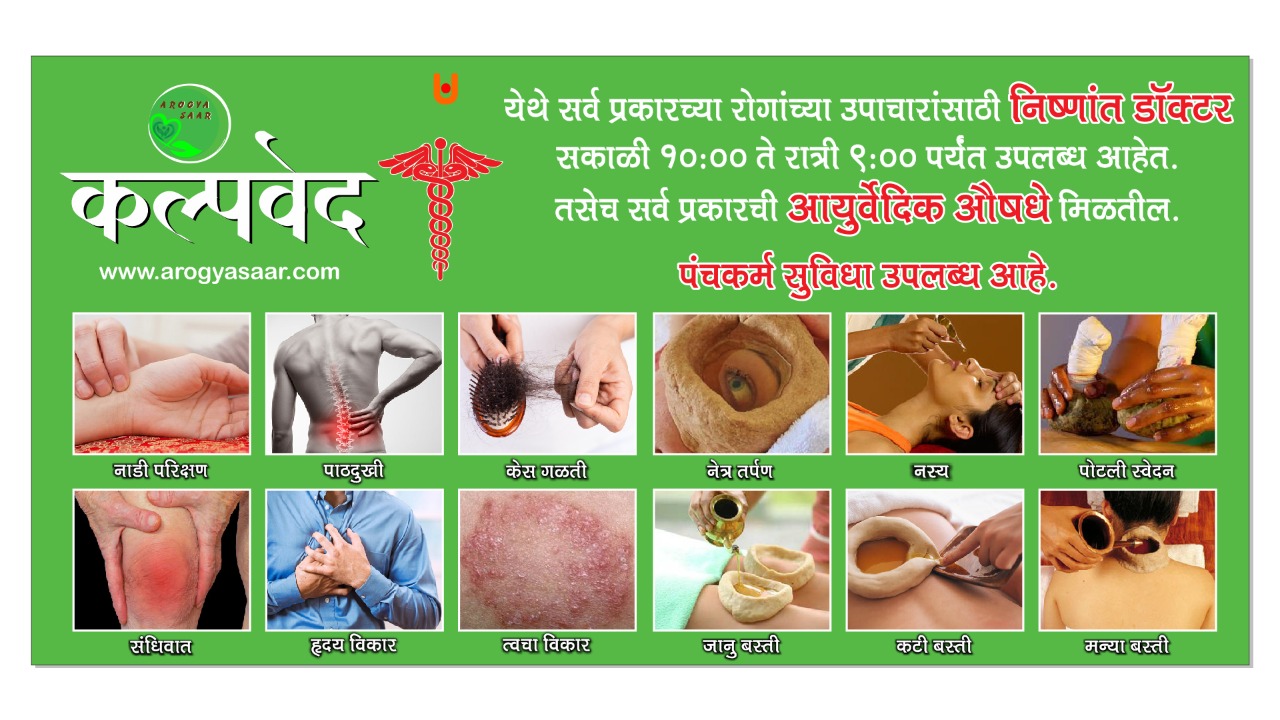 AROGYA
SAAR
कल्पवेद
www.arogyasaar.com
येथे सर्व प्रकारच्या रोगांच्या उपाचारांसाठी निष्णांत डॉक्टर
सकाळी १०:०० ते रात्री ९:०० पर्यंत उपलब्ध आहेत.
तसेच सर्व प्रकारची आयुर्वेदिक औषधे मिळतील.
पंचकर्म सुविधा उपलब्ध आहे.
नाडी परिक्षण
पाठदुखी
केस गळती
नेत्र तर्पण
नस्य
पोटली स्वेदन
संधिवात
हृदय विकार
त्वचा विकार
जानु बस्ती
कटी बस्ती
मन्या बस्ती